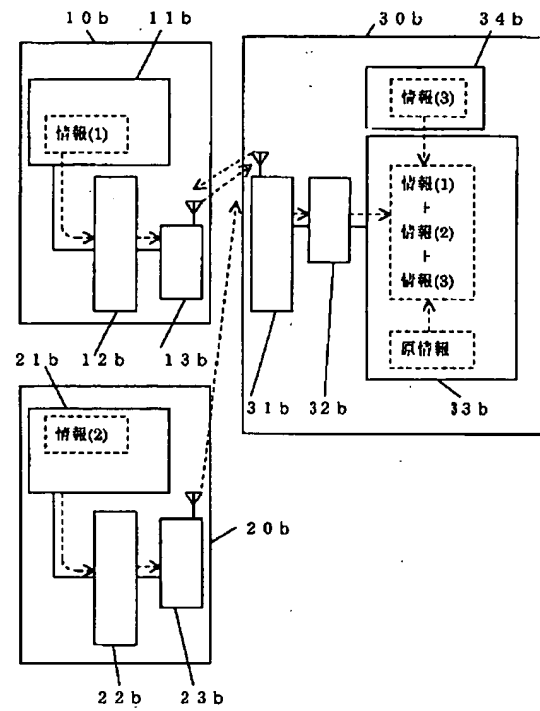 10b
11b
情報(1)
12b
13b
21b
情報(2)
20b
22b
23b
30b
34b
情報(3)
情報(1)
+
情報(2)
+
情報(3)
原情報
31b
32b
33b